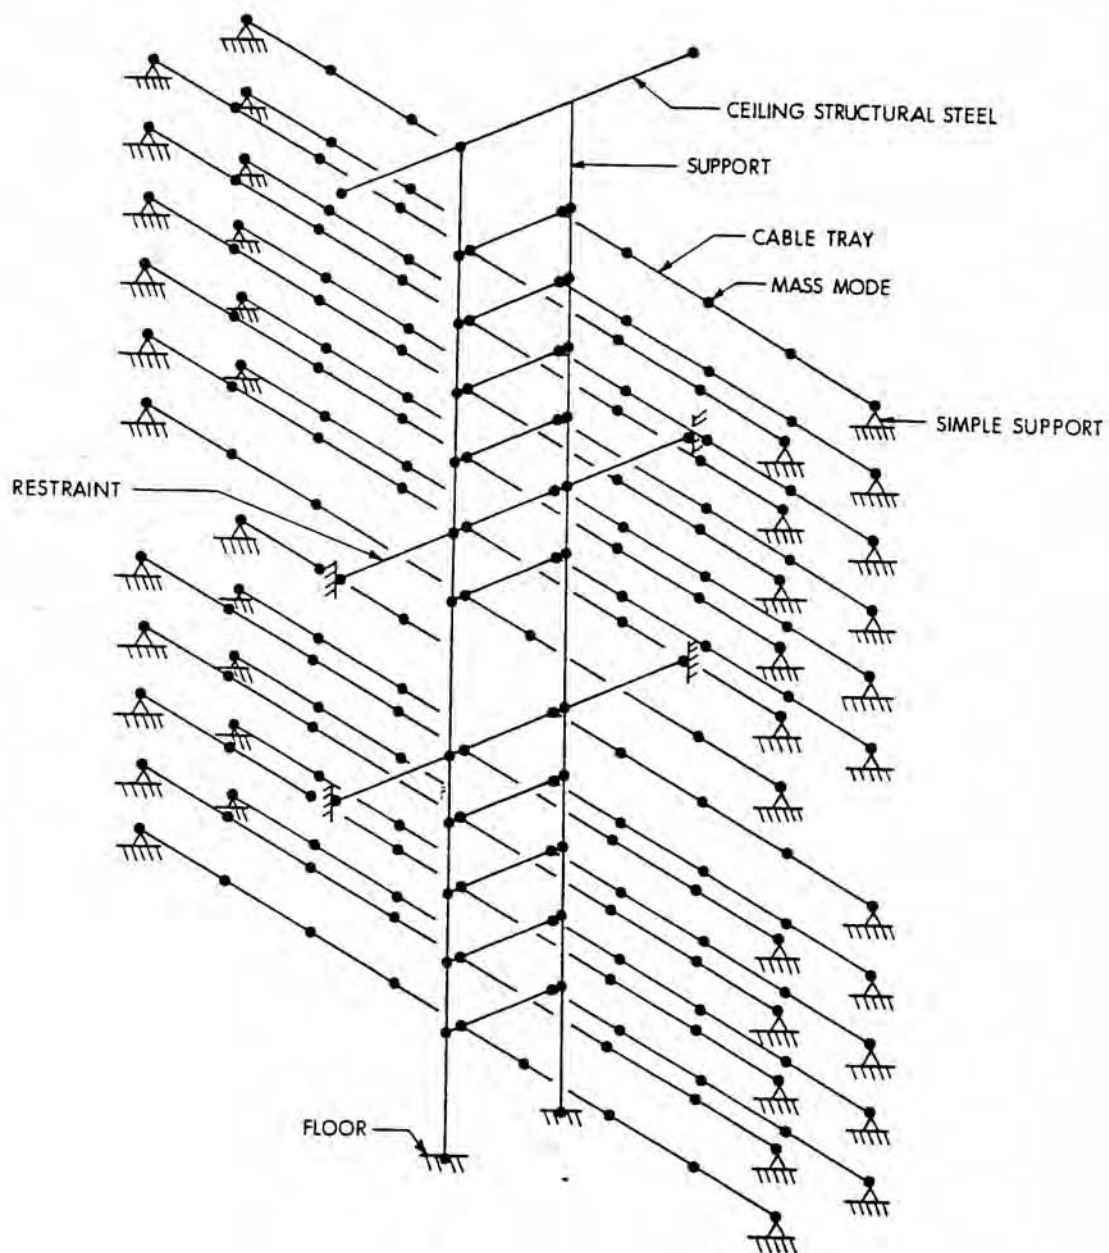 CEILING STRUCTURAL STEEL
SUPPORT
CABLE TRAY
MASS MODE
SIMPLE SUPPORT
RESTRAINT
FLOOR